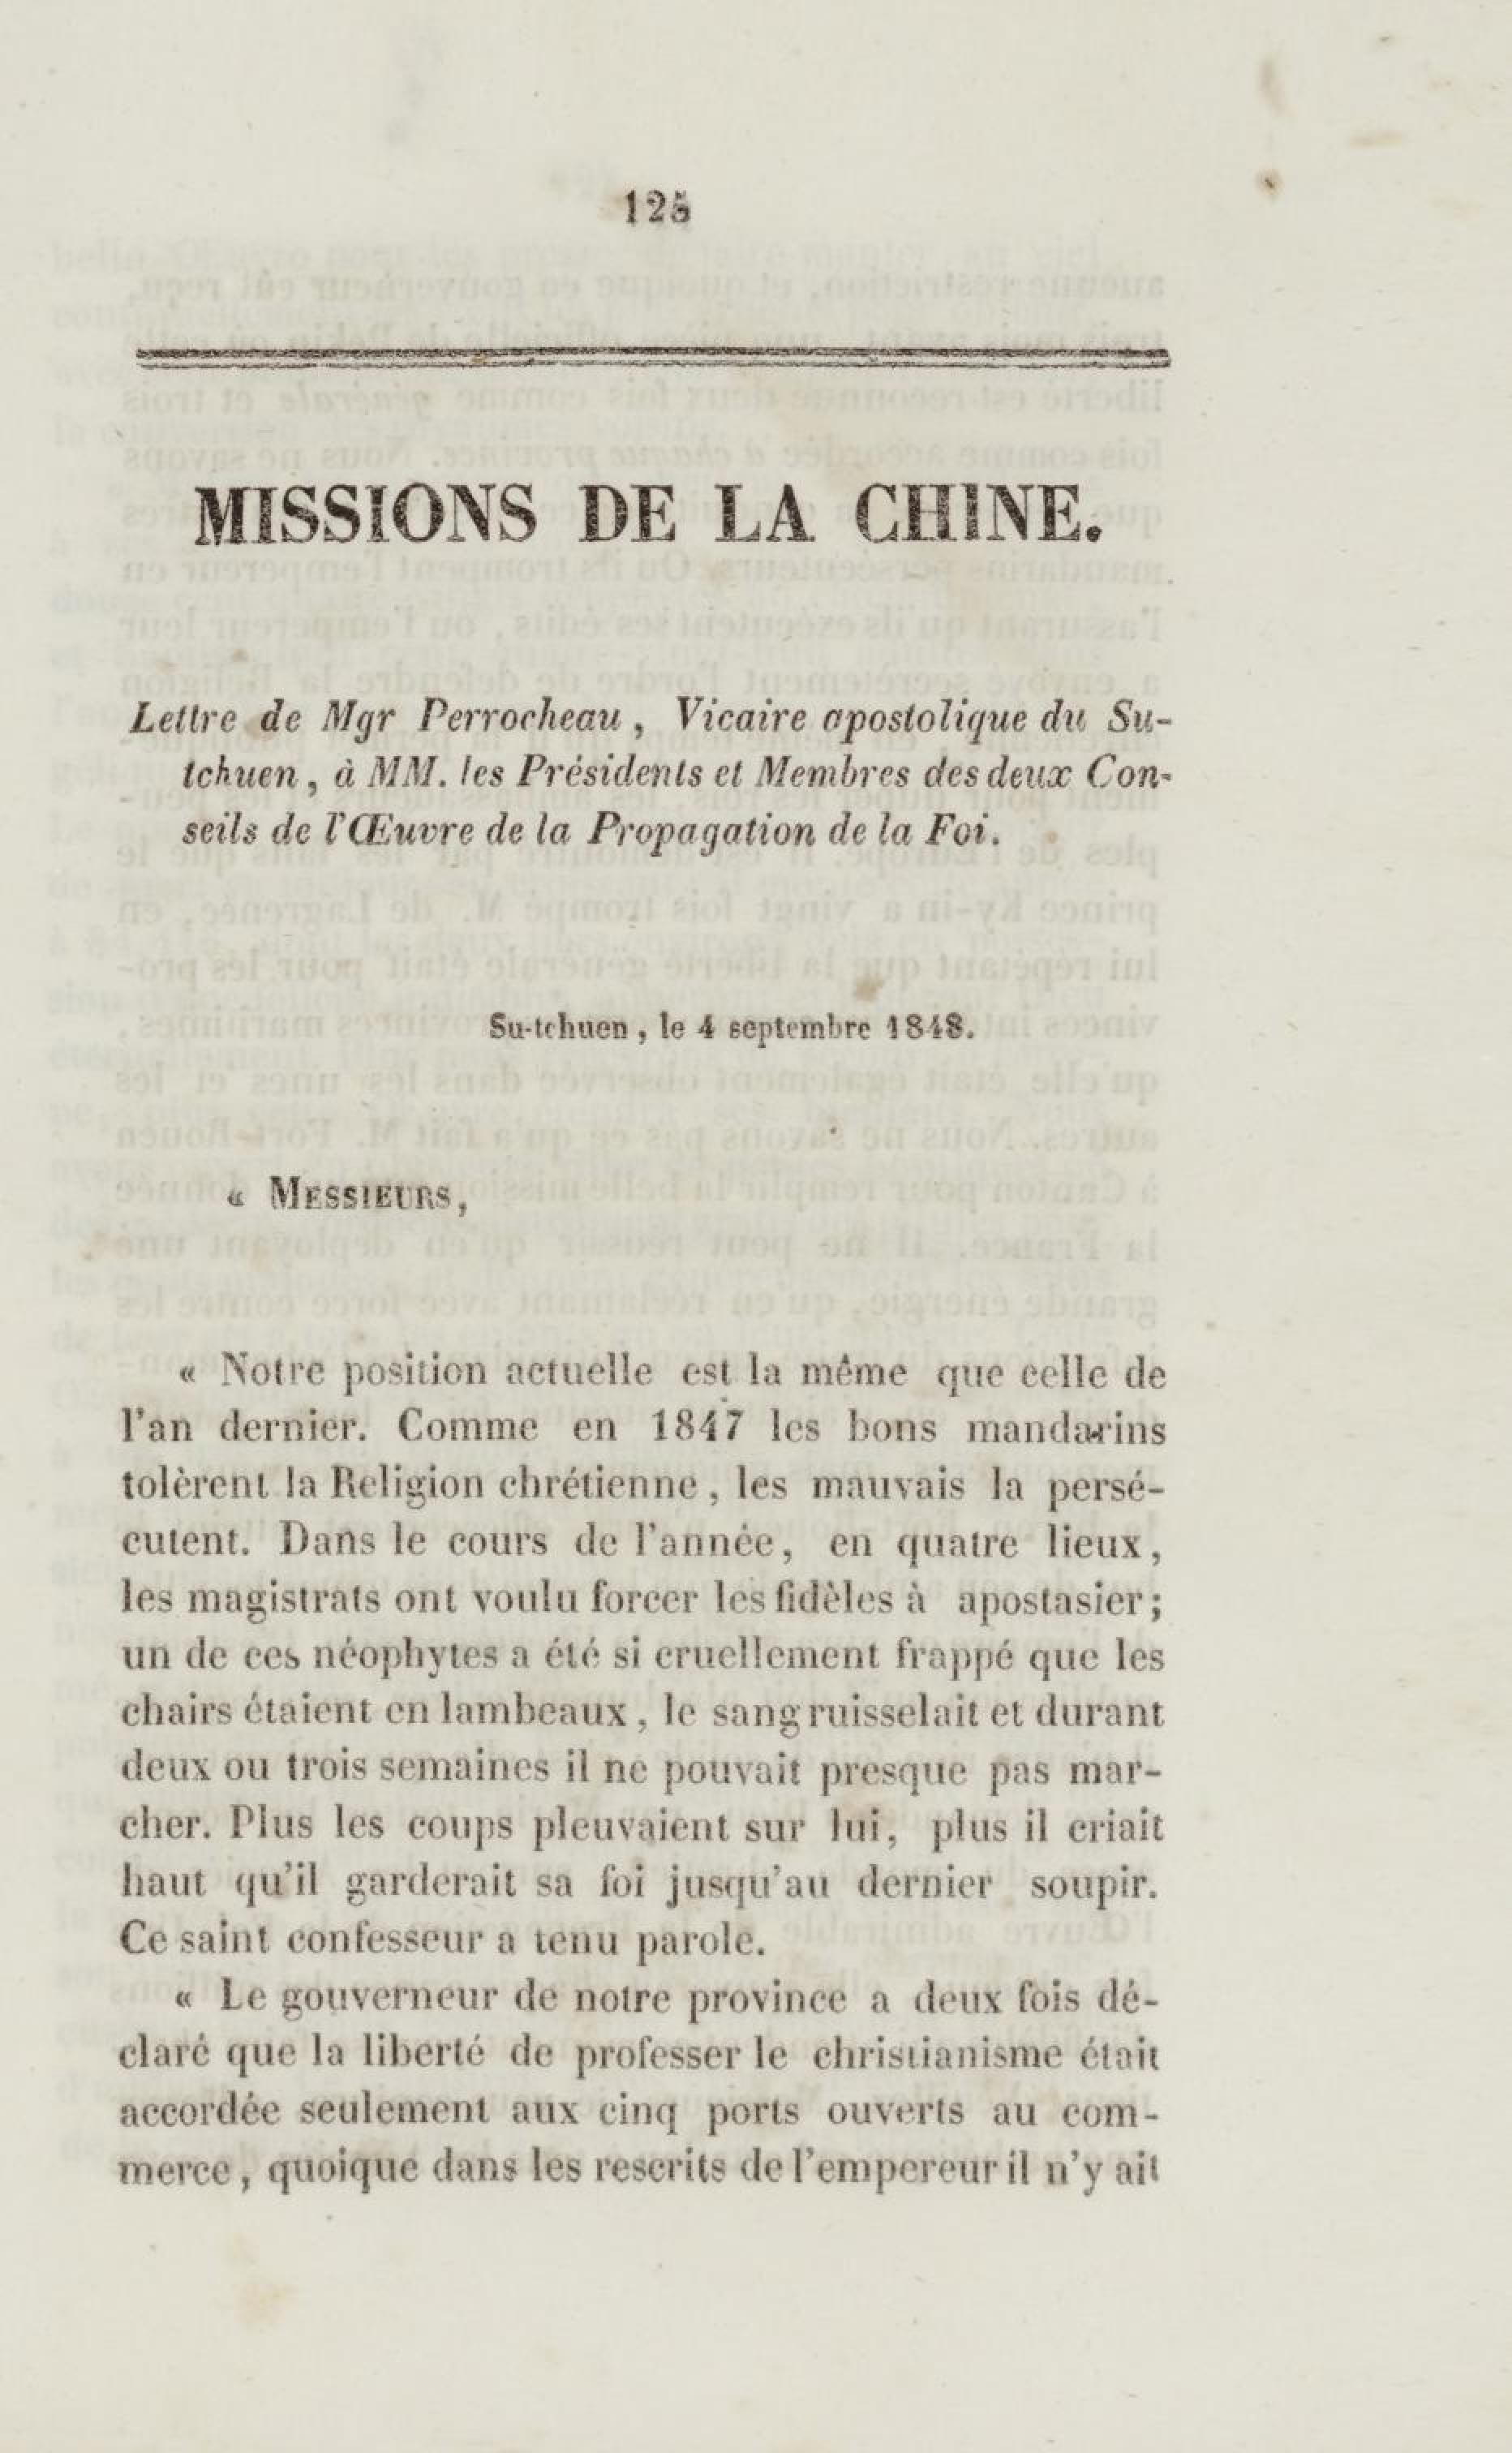 125
MISSIONS DE LA CHINE.
Lettre de Mgr Perrocheau, Vicaire apostolique du Su-
tchuen, à MM. les Présidents et Membres des deux Con-
seils de l'Œuvre de la Propagation de la Foi.
Su-tchuen, le 4 septembre 1848.
« MESSIEURS,
« Notre position actuelle est la même que celle de
l'an dernier. Comme en 1847 les bons mandarins
tolèrent la Religion chrétienne, les mauvais la persé-
cutent. Dans le cours de l'année, en quatre lieux,
les magistrats ont voulu forcer les fidèles à apostasier;
un de ces néophytes a été si cruellement frappé que les
chairs étaient en lambeaux, le sang ruisselait et durant
deux ou trois semaines il ne pouvait presque pas mar-
cher. Plus les coups pleuvaient sur lui, plus il criait
haut qu'il garderait sa foi jusqu'au dernier soupir.
Ce saint confesseur a tenu parole.
« Le gouverneur de notre province a deux fois dé-
claré que la liberté de professer le christianisme était
accordée seulement aux cinq ports ouverts au com-
merce, quoique dans les rescrits de l'empereur il n'y ait